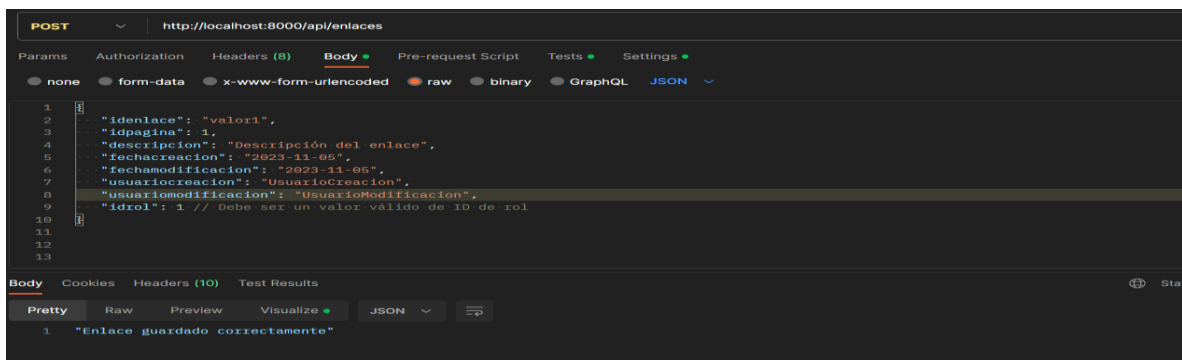 POST http://localhost:8000/api/enlaces
Params Authorization Headers (8) Body Pre-request Script Tests Settings
none form-data x-www-form-urlencoded raw binary GraphQL JSON
1 {
2 "idenlace": "valor1",
3 "idpagina": 1,
4 "descripcion": "Descripción del enlace",
5 "fechacreacion": "2023-11-05",
6 "fechamodificacion": "2023-11-05",
7 "usuariocreacion": "UsuarioCreacion",
8 "usuariomodificacion": "UsuarioModificacion",
9 "idrol": 1 // Debe ser un valor válido de ID de rol
10 }
11
12
13
Body Cookies Headers (10) Test Results Sta
Pretty Raw Preview Visualize JSON
1 "Enlace guardado correctamente"